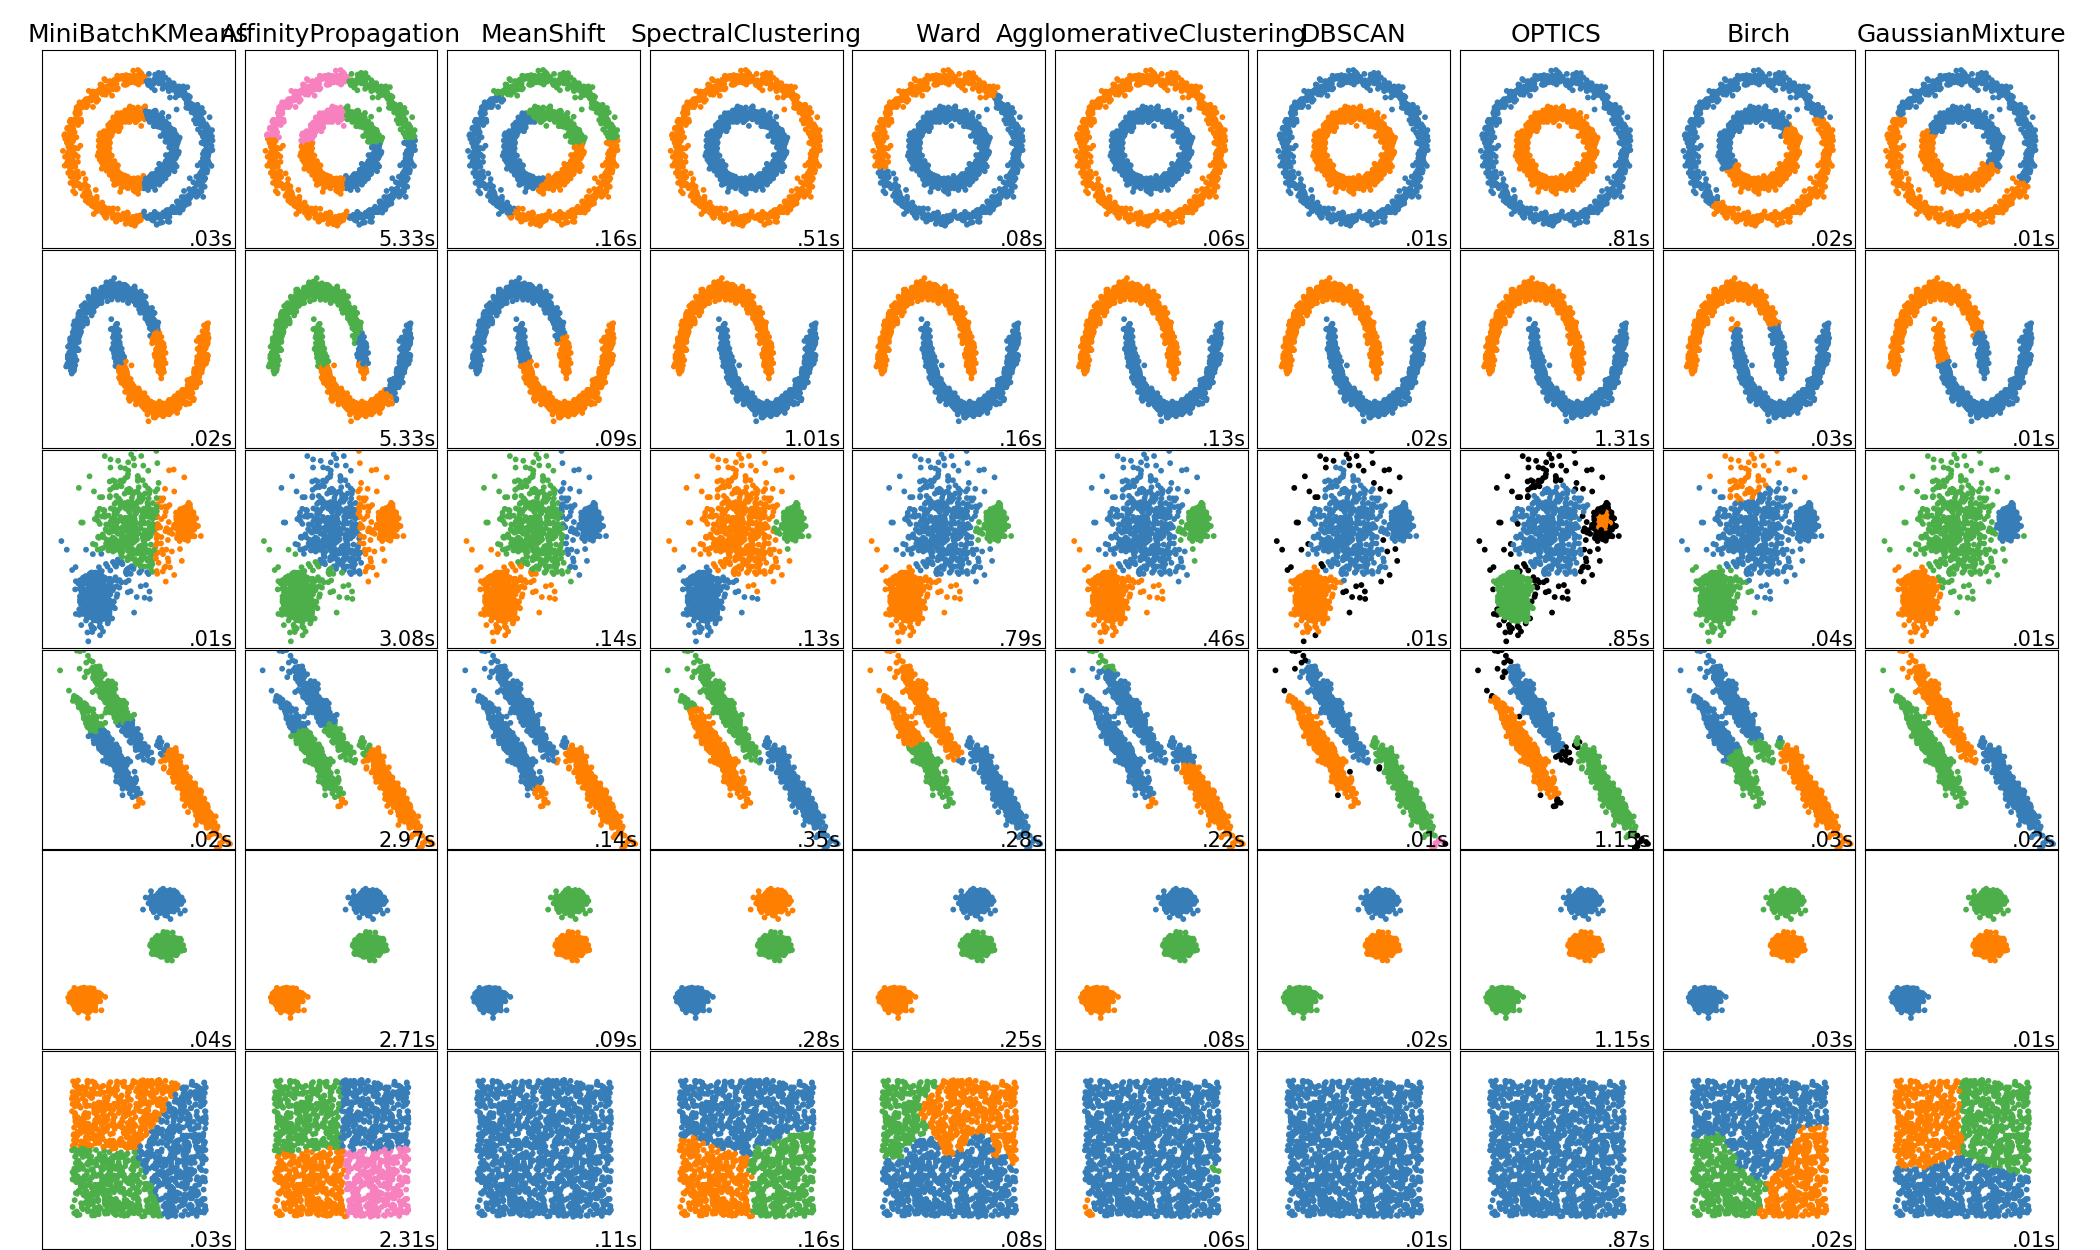 MiniBatchKMeans AffinityPropagation MeanShift SpectralClustering Ward AgglomerativeClustering DBSCAN OPTICS Birch GaussianMixture
.03s 5.33s .16s .51s .08s .06s .01s .81s .02s .01s
.02s 5.33s .09s 1.01s .16s .13s .02s 1.31s .03s .01s
.01s 3.08s .14s .13s .79s .46s .01s .85s .04s .01s
.02s 2.97s .14s .35s .28s .22s .01s 1.15s .03s .02s
.04s 2.71s .09s .28s .25s .08s .02s 1.15s .03s .01s
.03s 2.31s .11s .16s .08s .06s .01s .87s .02s .01s